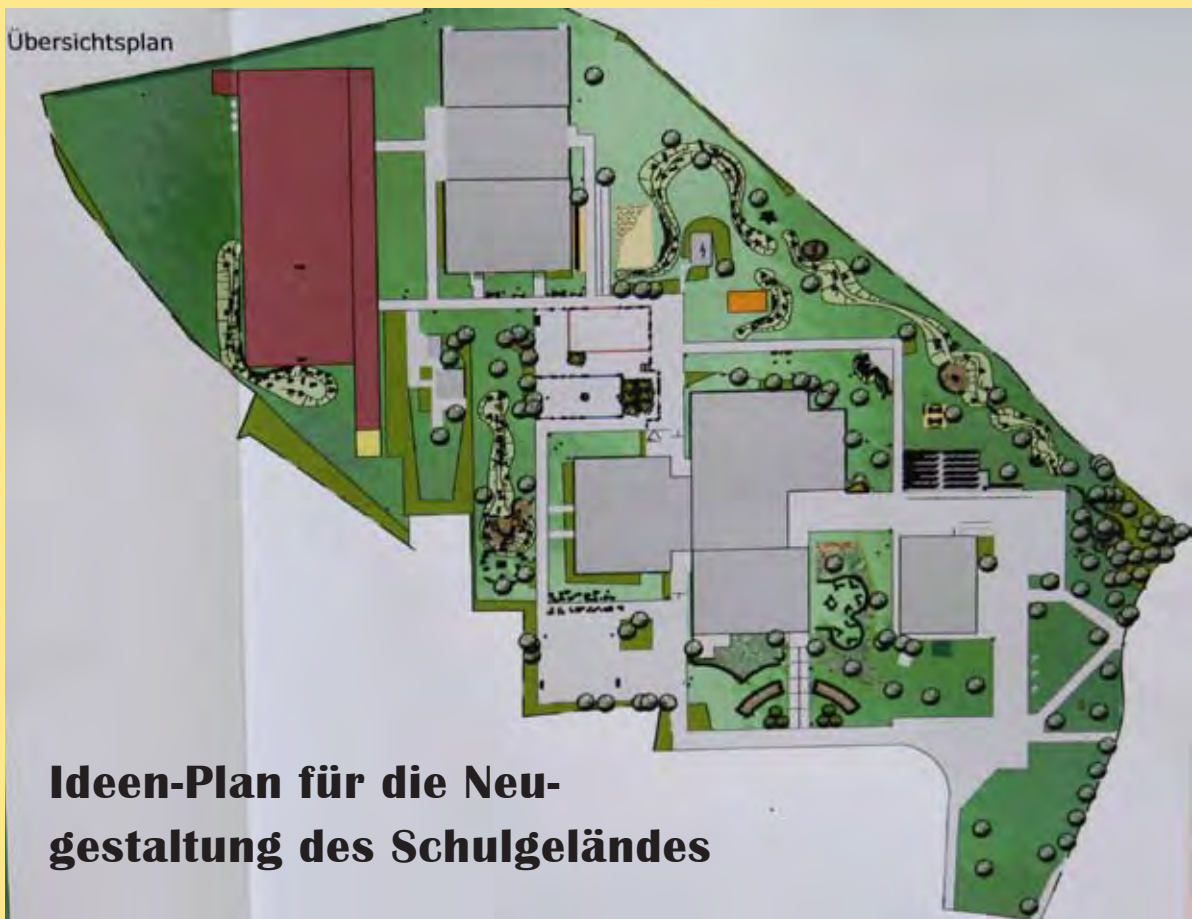 Übersichtsplan
Ideen-Plan für die Neu-
gestaltung des Schulgeländes